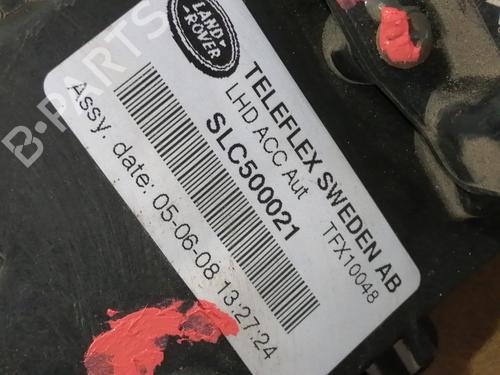 LAND
ROVER
TELEFLEX SWEDEN AB
LHD ACC Aut TFX10048
SLC500021
Assy. date: 05-06-08 13:27:24
B-PARTS